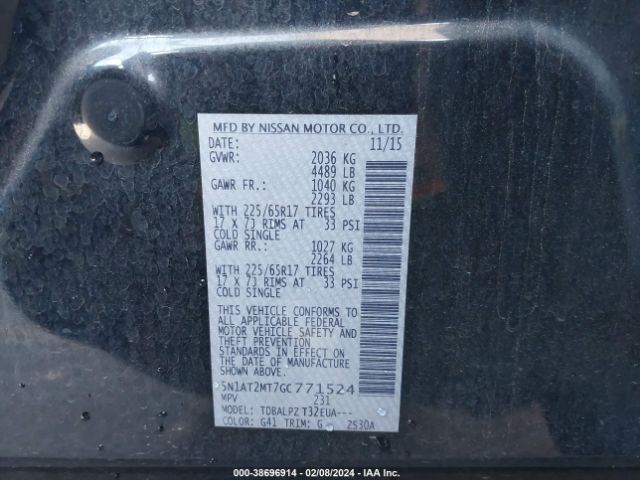 MFD BY NISSAN MOTOR CO., LTD.
DATE: 11/15
GVWR: 2036 KG
4489 LB
GAWR FR.: 1040 KG
2293 LB
WITH 225/65R17 TIRES
17 X 7J RIMS AT 33 PSI
COLD SINGLE
GAWR RR.: 1027 KG
2264 LB
WITH 225/65R17 TIRES
17 X 7J RIMS AT 33 PSI
COLD SINGLE
THIS VEHICLE CONFORMS TO
ALL APPLICABLE FEDERAL
MOTOR VEHICLE SAFETY AND
THEFT PREVENTION
STANDARDS IN EFFECT ON
THE DATE OF MANUFACTURE
SHOWN ABOVE.
5N1AT2MT7GC771524
MPV 231
MODEL: TDBALPZ T32EUA---
COLOR: G41 TRIM: G 2S30A
000-38696914 - 02/08/2024 - IAA Inc.